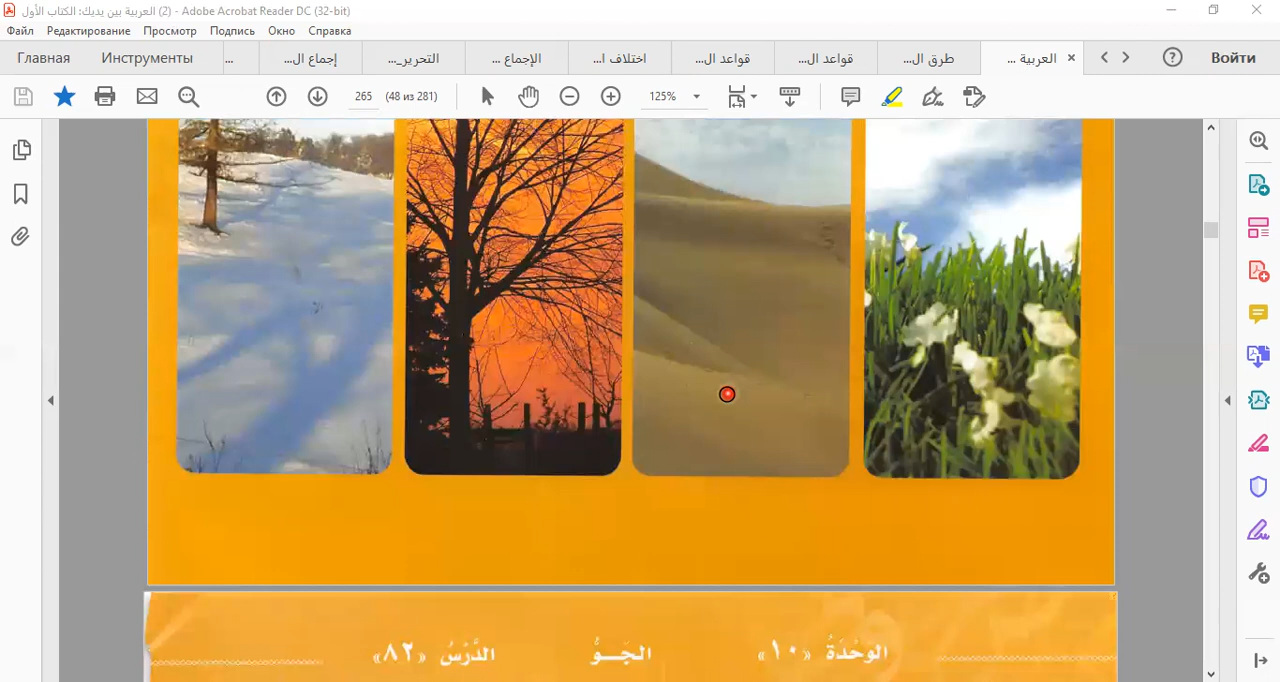 العربية بين يديك: الكتاب الأول (2) - Adobe Acrobat Reader DC (32-bit)
Файл Редактирование Просмотр Подпись Окно Справка
Главная Инструменты ... إجماع ال... التحرير_... الإجماع ... اختلاف ا... قواعد ال... قواعد ال... طرق ال... العربية ... Войти
265 (48 из 281) 125%
الوَحْدَةُ «١٠» الجَـــوُّ الدَّرْسُ «٨٢»